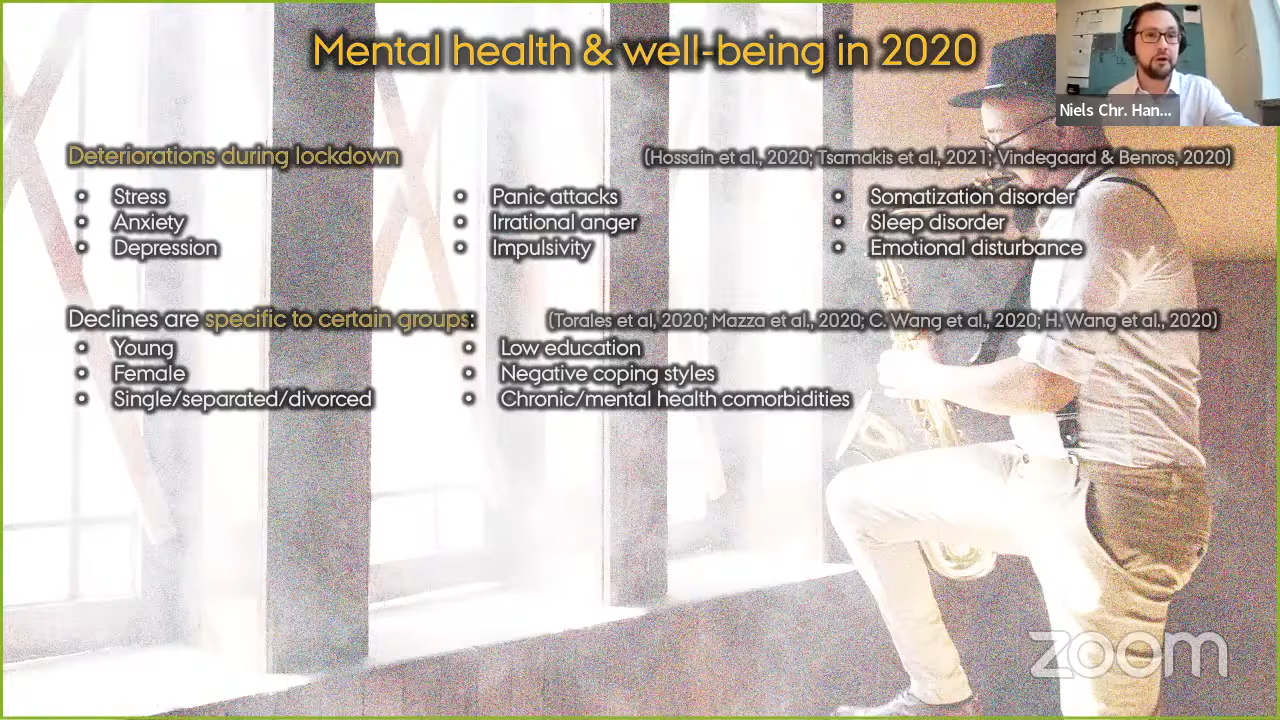 Mental health & well-being in 2020
Niels Chr. Han...
Deteriorations during lockdown
(Hossain et al., 2020; Tsamakis et al., 2021; Vindegaard & Benros, 2020)
• Stress
• Anxiety
• Depression
• Panic attacks
• Irrational anger
• Impulsivity
• Somatization disorder
• Sleep disorder
• Emotional disturbance
Declines are specific to certain groups:
(Torales et al, 2020; Mazza et al., 2020; C. Wang et al., 2020; H. Wang et al., 2020)
• Young
• Female
• Single/separated/divorced
• Low education
• Negative coping styles
• Chronic/mental health comorbidities
zoom